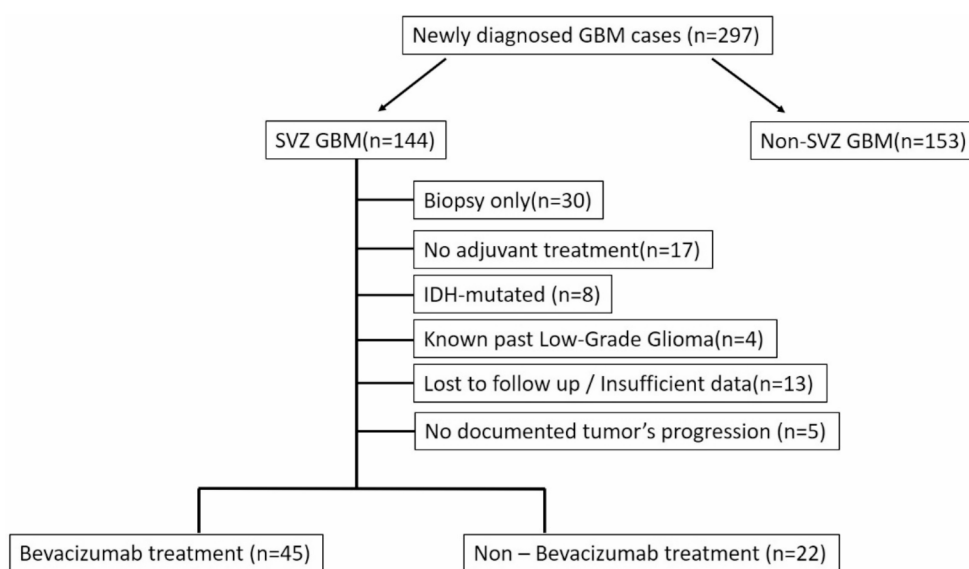 Newly diagnosed GBM cases (n=297)
SVZ GBM(n=144)
Non-SVZ GBM(n=153)
Biopsy only(n=30)
No adjuvant treatment(n=17)
IDH-mutated (n=8)
Known past Low-Grade Glioma(n=4)
Lost to follow up / Insufficient data(n=13)
No documented tumor’s progression (n=5)
Bevacizumab treatment (n=45)
Non – Bevacizumab treatment (n=22)